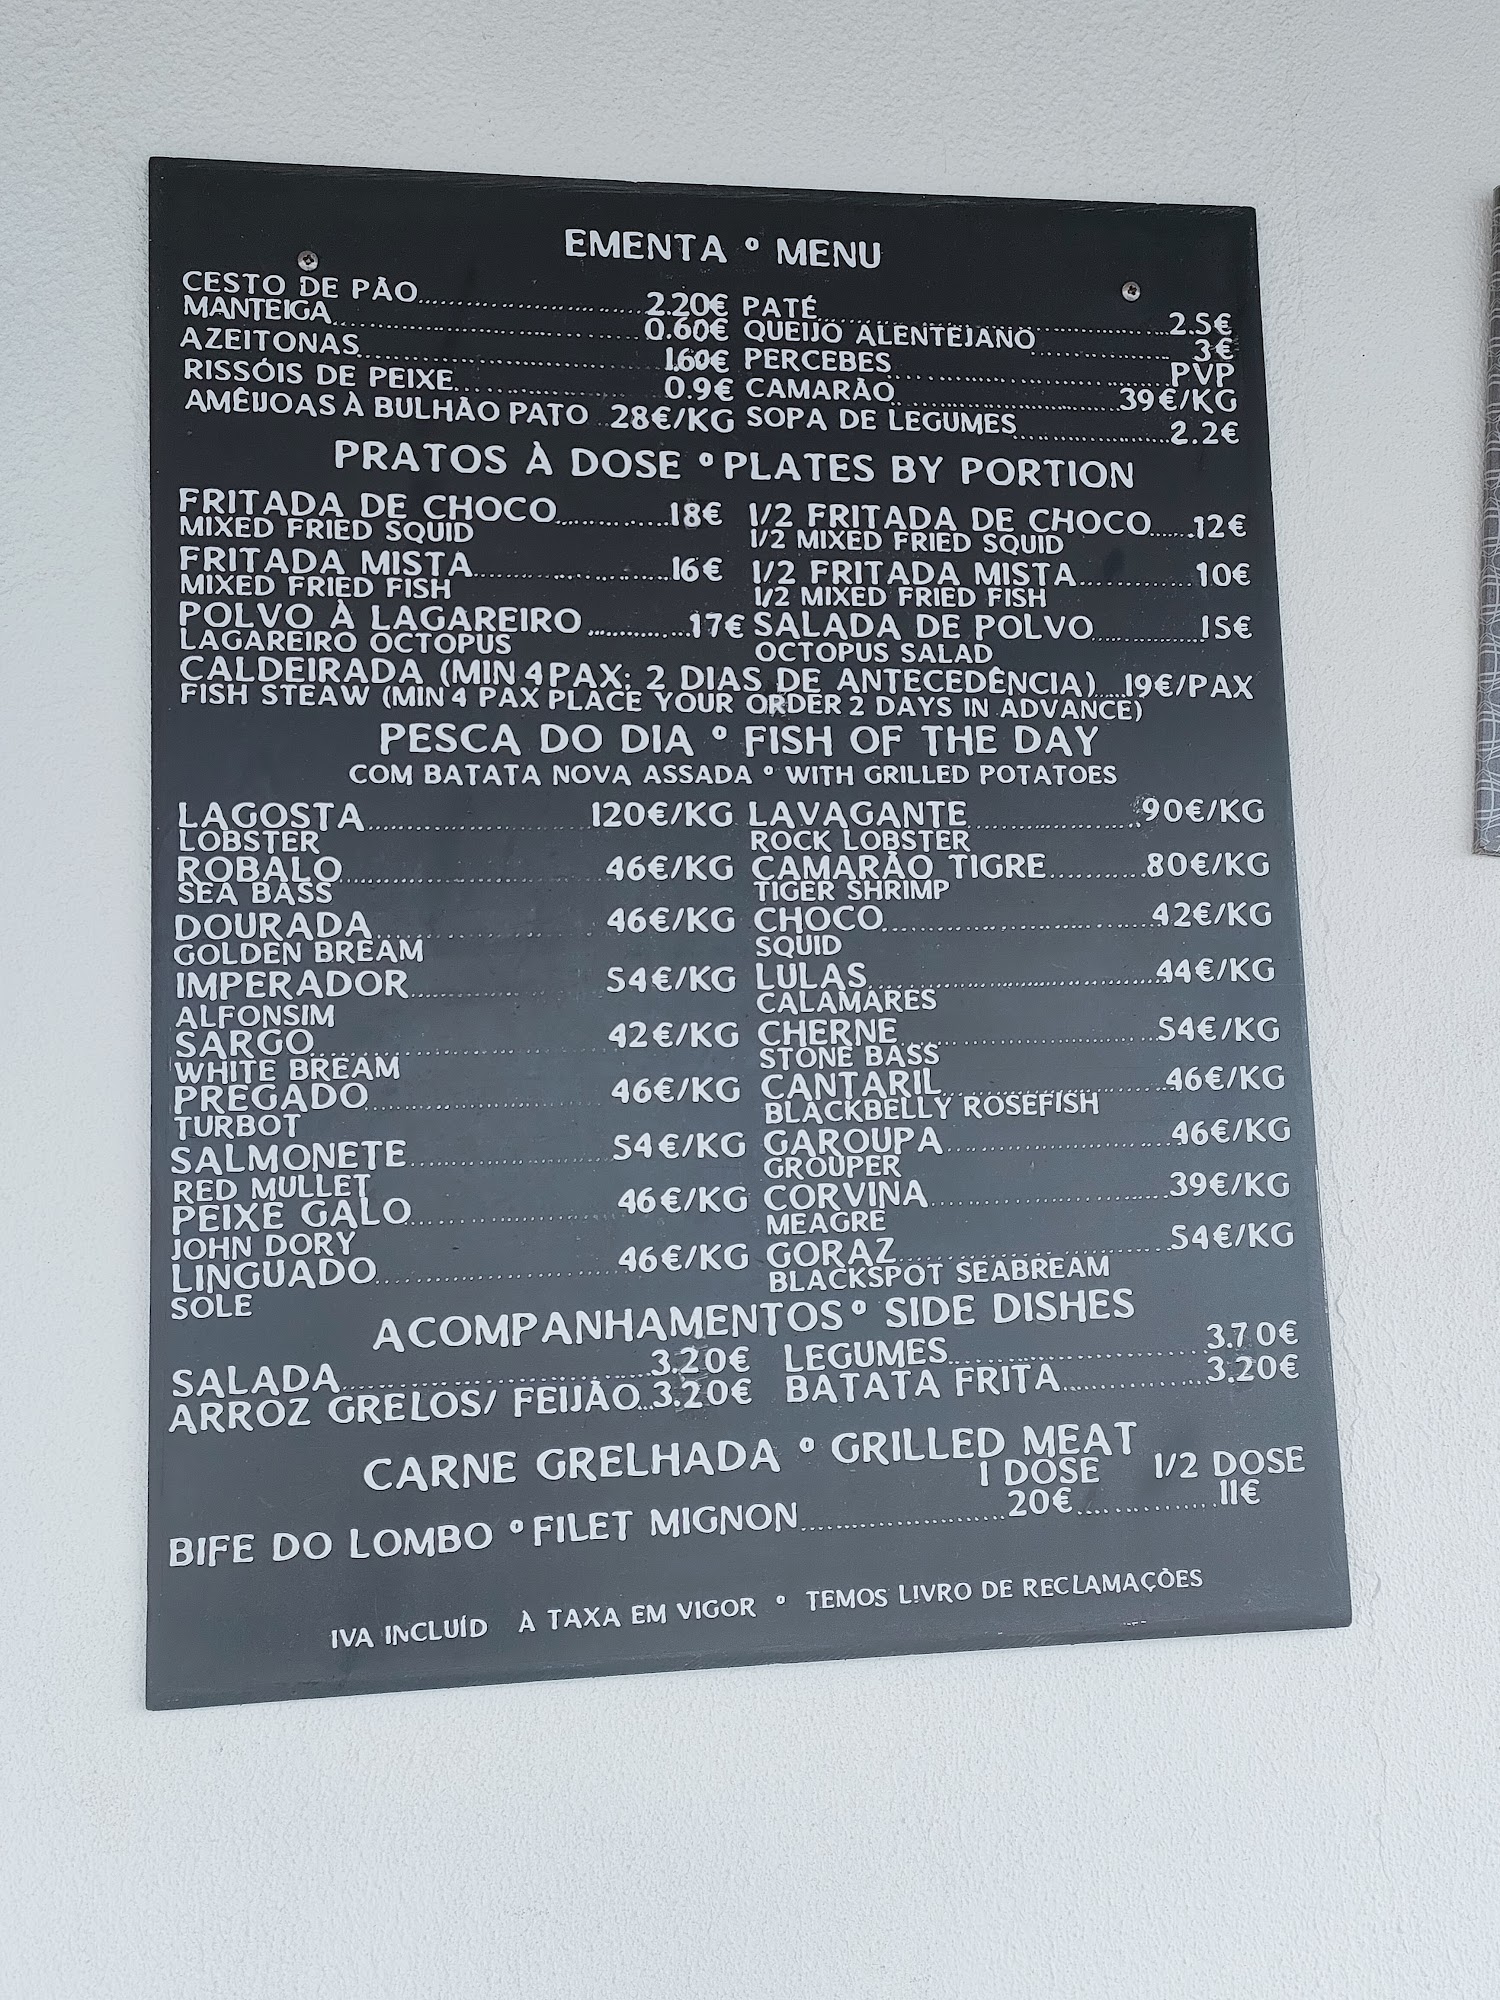 EMENTA º MENU
CESTO DE PÃO.......................2.20€
MANTEIGA.......................0.60€
AZEITONAS.......................1.60€
RISSÓIS DE PEIXE.......................0.9€
AMÊIJOAS À BULHÃO PATO ..28€/KG
PATÉ.......................2.5€
QUEIJO ALENTEJANO.......................3€
PERCEBES.......................PVP
CAMARÃO.......................39€/KG
SOPA DE LEGUMES.......................2.2€
PRATOS À DOSE º PLATES BY PORTION
FRITADA DE CHOCO.............18€
MIXED FRIED SQUID
FRITADA MISTA.......................16€
MIXED FRIED FISH
POLVO À LAGAREIRO.............17€
LAGAREIRO OCTOPUS
1/2 FRITADA DE CHOCO......12€
1/2 MIXED FRIED SQUID
1/2 FRITADA MISTA.............10€
1/2 MIXED FRIED FISH
SALADA DE POLVO.............15€
OCTOPUS SALAD
CALDEIRADA (MIN 4 PAX; 2 DIAS DE ANTECEDÊNCIA).....19€/PAX
FISH STEAW (MIN 4 PAX PLACE YOUR ORDER 2 DAYS IN ADVANCE)
PESCA DO DIA º FISH OF THE DAY
COM BATATA NOVA ASSADA º WITH GRILLED POTATOES
LAGOSTA.......................120€/KG
LOBSTER
ROBALO.......................46€/KG
SEA BASS
DOURADA.......................46€/KG
GOLDEN BREAM
IMPERADOR.......................54€/KG
ALFONSIM
SARGO.......................42€/KG
WHITE BREAM
PREGADO.......................46€/KG
TURBOT
SALMONETE.......................54€/KG
RED MULLET
PEIXE GALO.......................46€/KG
JOHN DORY
LINGUADO.......................46€/KG
SOLE
LAVAGANTE.......................90€/KG
ROCK LOBSTER
CAMARÃO TIGRE...........80€/KG
TIGER SHRIMP
CHOCO.......................42€/KG
SQUID
LULAS.......................44€/KG
CALAMARES
CHERNE.......................54€/KG
STONE BASS
CANTARIL.......................46€/KG
BLACKBELLY ROSEFISH
GAROUPA.......................46€/KG
GROUPER
CORVINA.......................39€/KG
MEAGRE
GORAZ.......................54€/KG
BLACKSPOT SEABREAM
ACOMPANHAMENTOS º SIDE DISHES
SALADA.......................3.20€
ARROZ GRELOS/ FEIJÃO...3.20€
LEGUMES.......................3.70€
BATATA FRITA.............3.20€
CARNE GRELHADA º GRILLED MEAT
1 DOSE 1/2 DOSE
BIFE DO LOMBO º FILET MIGNON..................20€.............11€
IVA INCLUÍD À TAXA EM VIGOR º TEMOS LIVRO DE RECLAMAÇÕES